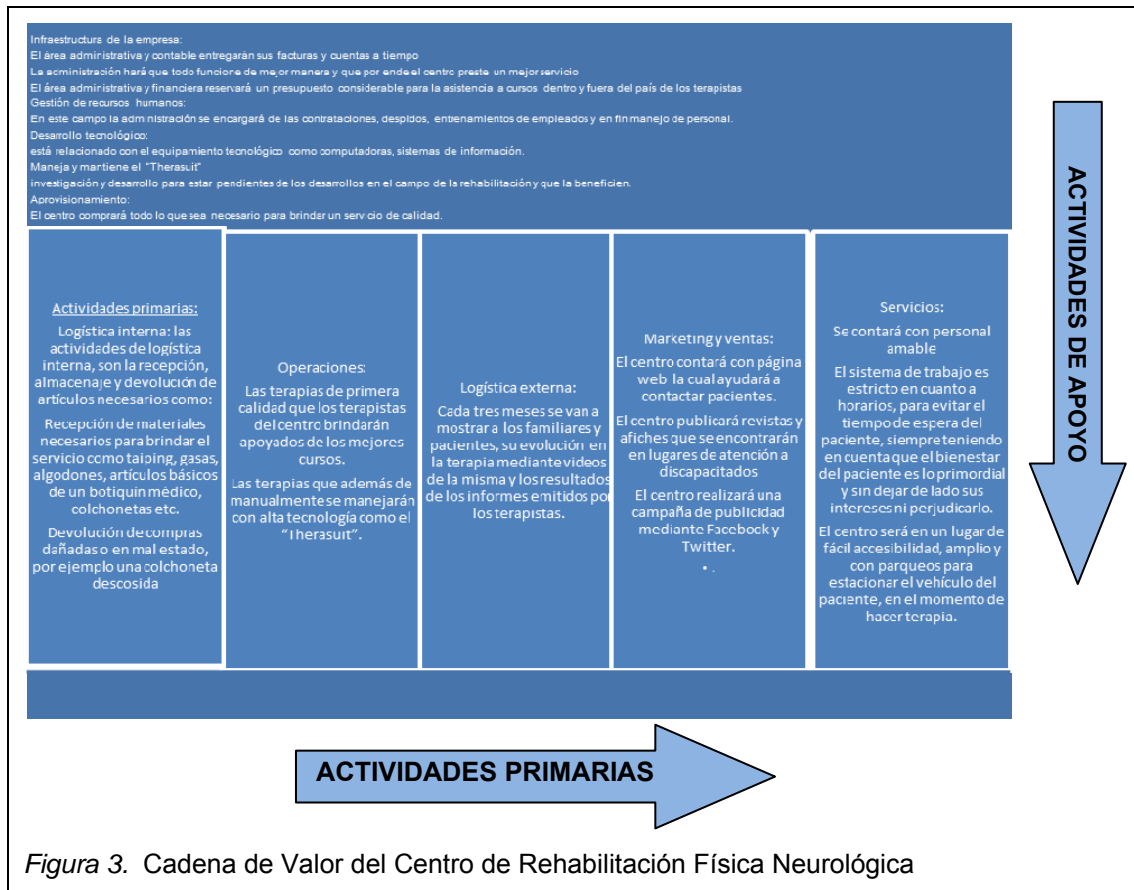 Infraestructura de la empresa:
El área administrativa y contable entregarán sus facturas y cuentas a tiempo
La administración hará que todo funcione de mejor manera y que por ende el centro preste un mejor servicio
El área administrativa y financiera reservará un presupuesto considerable para la asistencia a cursos dentro y fuera del país de los terapistas
Gestión de recursos humanos:
En este campo la administración se encargará de las contrataciones, despidos, entrenamientos de empleados y en fin manejo de personal.
Desarrollo tecnológico:
está relacionado con el equipamiento tecnológico como computadoras, sistemas de información.
Maneja y mantiene el "Therasuit"
investigación y desarrollo para estar pendientes de los desarrollos en el campo de la rehabilitación y que la beneficien.
Aprovisionamiento:
El centro comprará todo lo que sea necesario para brindar un servicio de calidad.
Actividades primarias:
Logística interna: las
actividades de logística
interna, son la recepción,
almacenaje y devolución de
artículos necesarios como:
Recepción de materiales
necesarios para brindar el
servicio como taiping, gasas,
algodones, artículos básicos
de un botiquín médico,
colchonetas etc.
Devolución de compras
dañadas o en mal estado,
por ejemplo una colchoneta
descosida
Operaciones:
Las terapias de primera
calidad que los terapistas
del centro brindarán
apoyados de los mejores
cursos.
Las terapias que además de
manualmente se manejarán
con alta tecnología como el
"Therasuit".
Logística externa:
Cada tres meses se van a
mostrar a los familiares y
pacientes, su evolución en
la terapia mediante videos
de la misma y los resultados
de los informes emitidos por
los terapistas.
Marketing y ventas:
El centro contará con página
web la cual ayudará a
contactar pacientes.
El centro publicará revistas y
afiches que se encontrarán
en lugares de atención a
discapacitados
El centro realizará una
campaña de publicidad
mediante Facebook y
Twitter.
• .
Servicios:
Se contará con personal
amable
El sistema de trabajo es
estricto en cuanto a
horarios, para evitar el
tiempo de espera del
paciente, siempre teniendo
en cuenta que el bienestar
del paciente es lo primordial
y sin dejar de lado sus
intereses ni perjudicarlo.
El centro será en un lugar de
fácil accesibilidad, amplio y
con parqueos para
estacionar el vehículo del
paciente, en el momento de
hacer terapia.
ACTIVIDADES DE APOYO
ACTIVIDADES PRIMARIAS
Figura 3. Cadena de Valor del Centro de Rehabilitación Física Neurológica